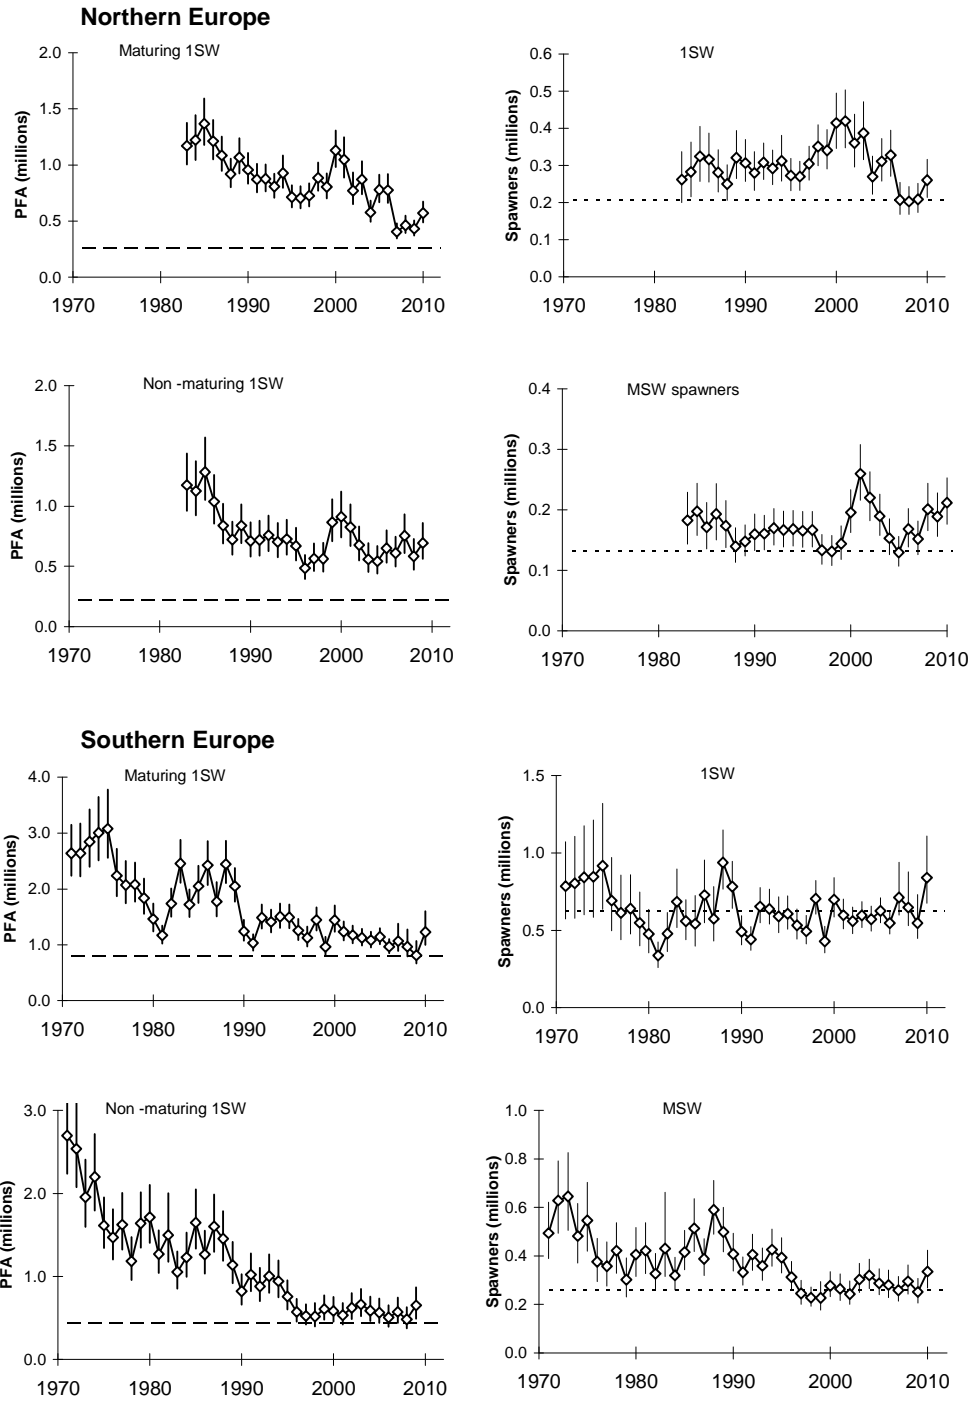 Northern Europe
Maturing 1SW
PFA (millions)
2.0
1.5
1.0
0.5
0.0
1970 1980 1990 2000 2010
1SW
Spawners (millions)
0.6
0.5
0.4
0.3
0.2
0.1
0.0
1970 1980 1990 2000 2010
Non -maturing 1SW
PFA (millions)
2.0
1.5
1.0
0.5
0.0
1970 1980 1990 2000 2010
MSW spawners
Spawners (millions)
0.4
0.3
0.2
0.1
0.0
1970 1980 1990 2000 2010
Southern Europe
Maturing 1SW
PFA (millions)
4.0
3.0
2.0
1.0
0.0
1970 1980 1990 2000 2010
1SW
Spawners (millions)
1.5
1.0
0.5
0.0
1970 1980 1990 2000 2010
Non -maturing 1SW
PFA (millions)
3.0
2.0
1.0
0.0
1970 1980 1990 2000 2010
MSW
Spawners (millions)
1.0
0.8
0.6
0.4
0.2
0.0
1970 1980 1990 2000 2010